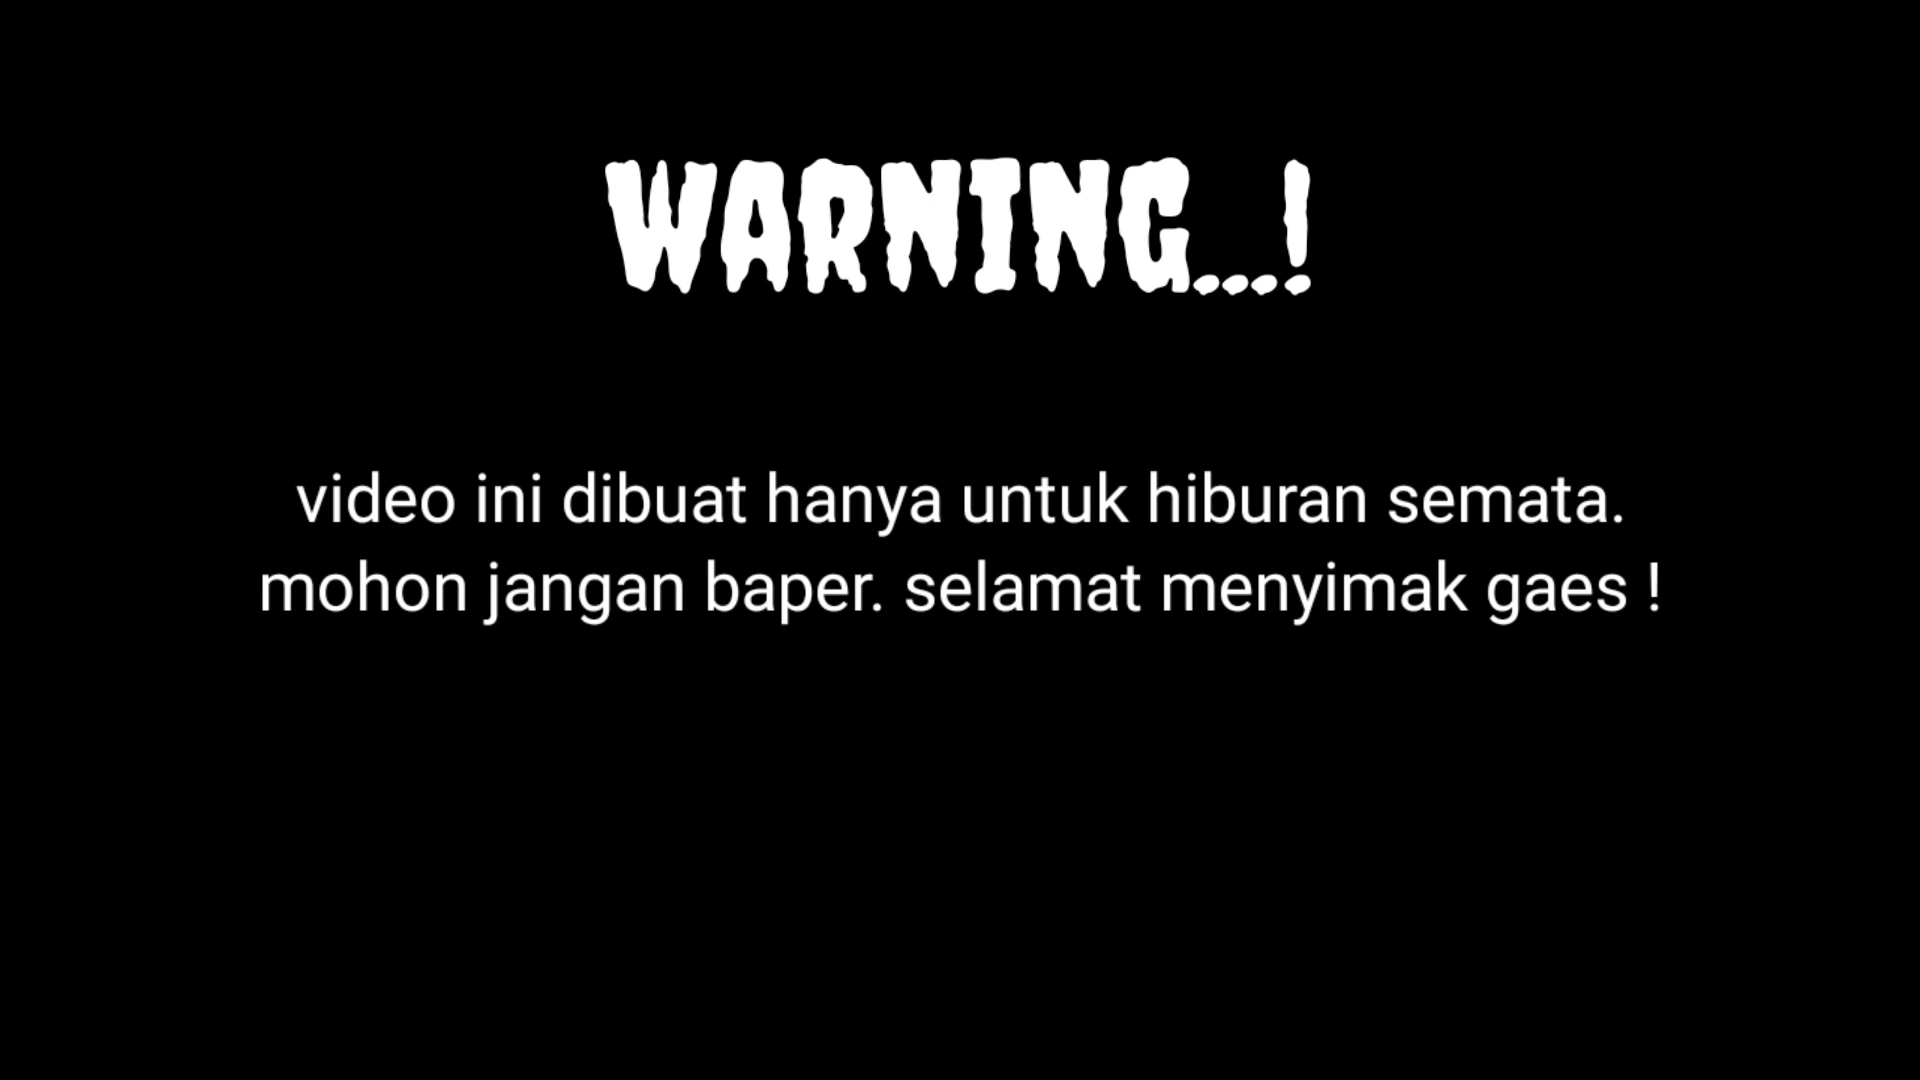 WARNING...!
video ini dibuat hanya untuk hiburan semata.
mohon jangan baper. selamat menyimak gaes !